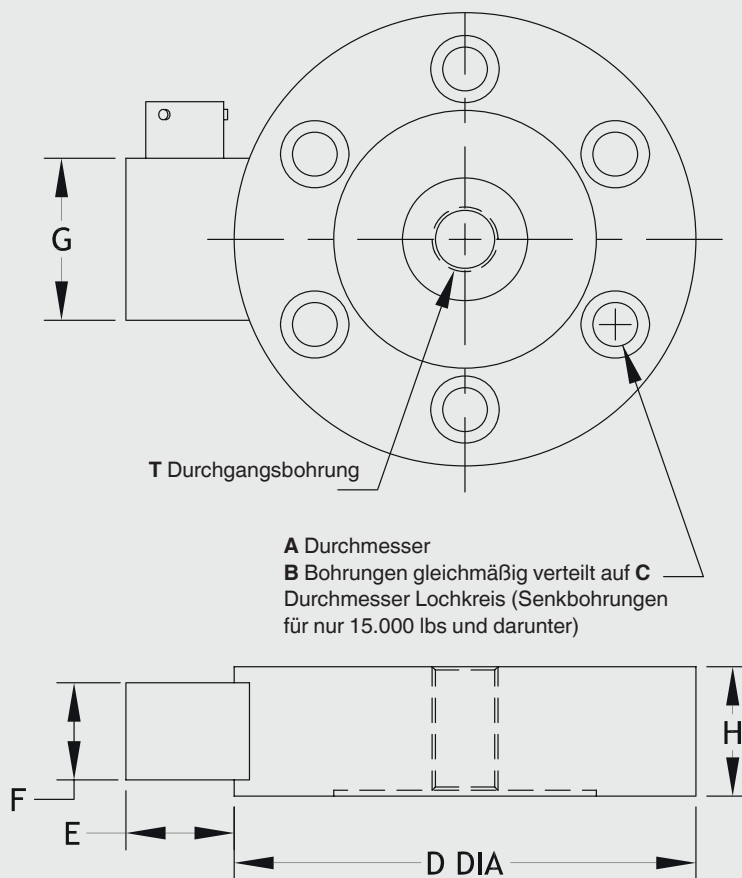 G
T Durchgangsbohrung
A Durchmesser
B Bohrungen gleichmäßig verteilt auf C
Durchmesser Lochkreis (Senkbohrungen
für nur 15.000 lbs und darunter)
H
F
E
D DIA